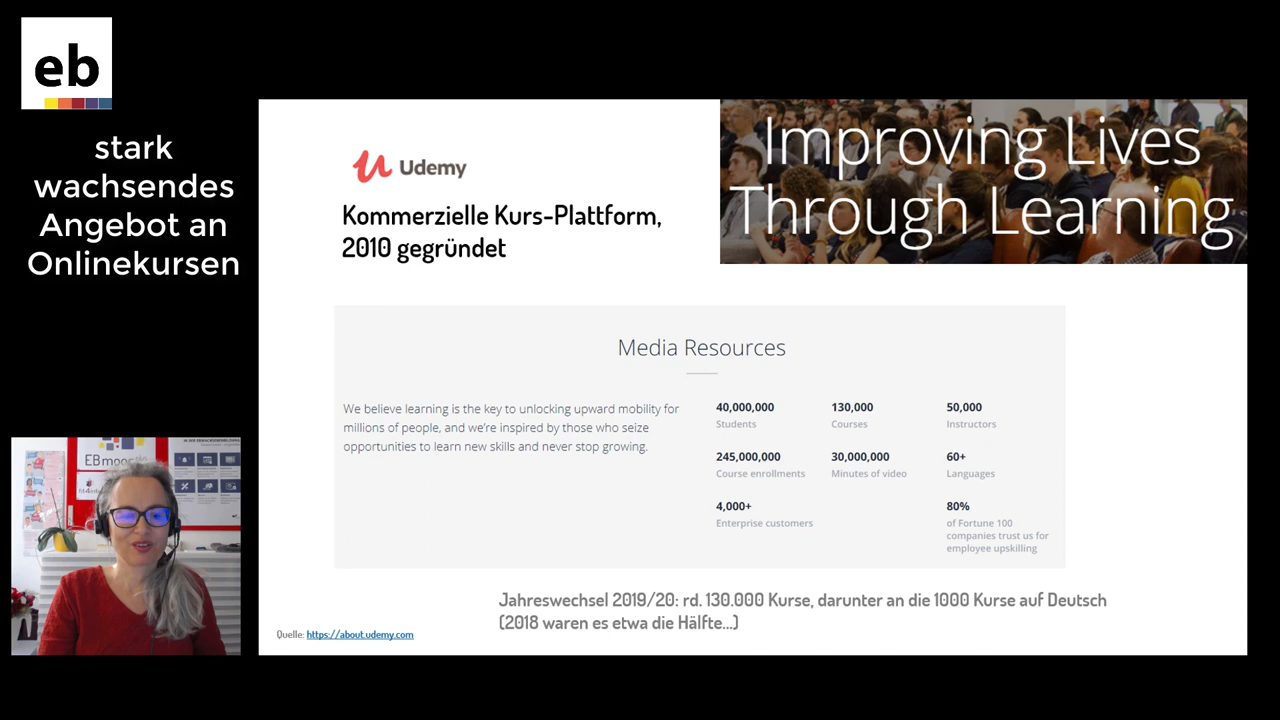 eb
stark
wachsendes
Angebot an
Onlinekursen
Udemy
Kommerzielle Kurs-Plattform,
2010 gegründet
Improving Lives
Through Learning
Media Resources
We believe learning is the key to unlocking upward mobility for
millions of people, and we're inspired by those who seize
opportunities to learn new skills and never stop growing.
40,000,000
Students
130,000
Courses
50,000
Instructors
245,000,000
Course enrollments
30,000,000
Minutes of video
60+
Languages
4,000+
Enterprise customers
80%
of Fortune 100
companies trust us for
employee upskilling
Jahreswechsel 2019/20: rd. 130.000 Kurse, darunter an die 1000 Kurse auf Deutsch
(2018 waren es etwa die Hälfte...)
Quelle: https://about.udemy.com